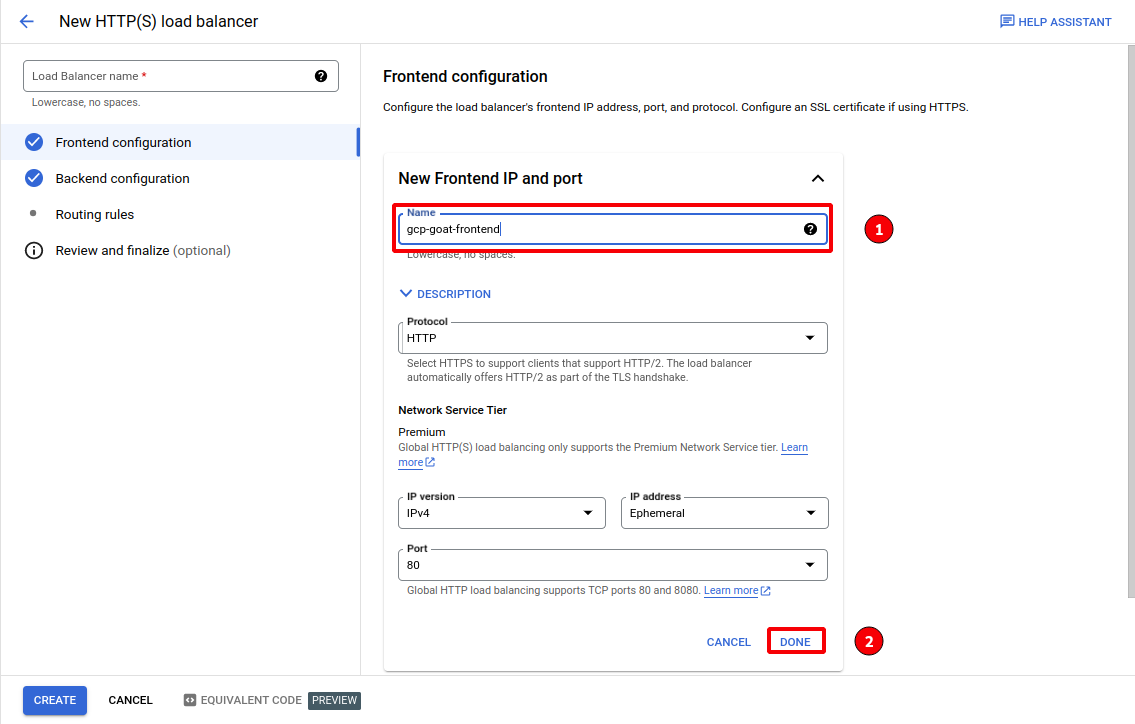 New HTTP(S) load balancer
HELP ASSISTANT
Load Balancer name *
Lowercase, no spaces.
Frontend configuration
Backend configuration
Routing rules
Review and finalize (optional)
Frontend configuration
Configure the load balancer's frontend IP address, port, and protocol. Configure an SSL certificate if using HTTPS.
New Frontend IP and port
Name
gcp-goat-frontend
1
Lowercase, no spaces.
DESCRIPTION
Protocol
HTTP
Select HTTPS to support clients that support HTTP/2. The load balancer
automatically offers HTTP/2 as part of the TLS handshake.
Network Service Tier
Premium
Global HTTP(S) load balancing only supports the Premium Network Service tier. Learn
more
IP version
IPv4
IP address
Ephemeral
Port
80
Global HTTP load balancing supports TCP ports 80 and 8080. Learn more
CANCEL
DONE
2
CREATE
CANCEL
EQUIVALENT CODE
PREVIEW